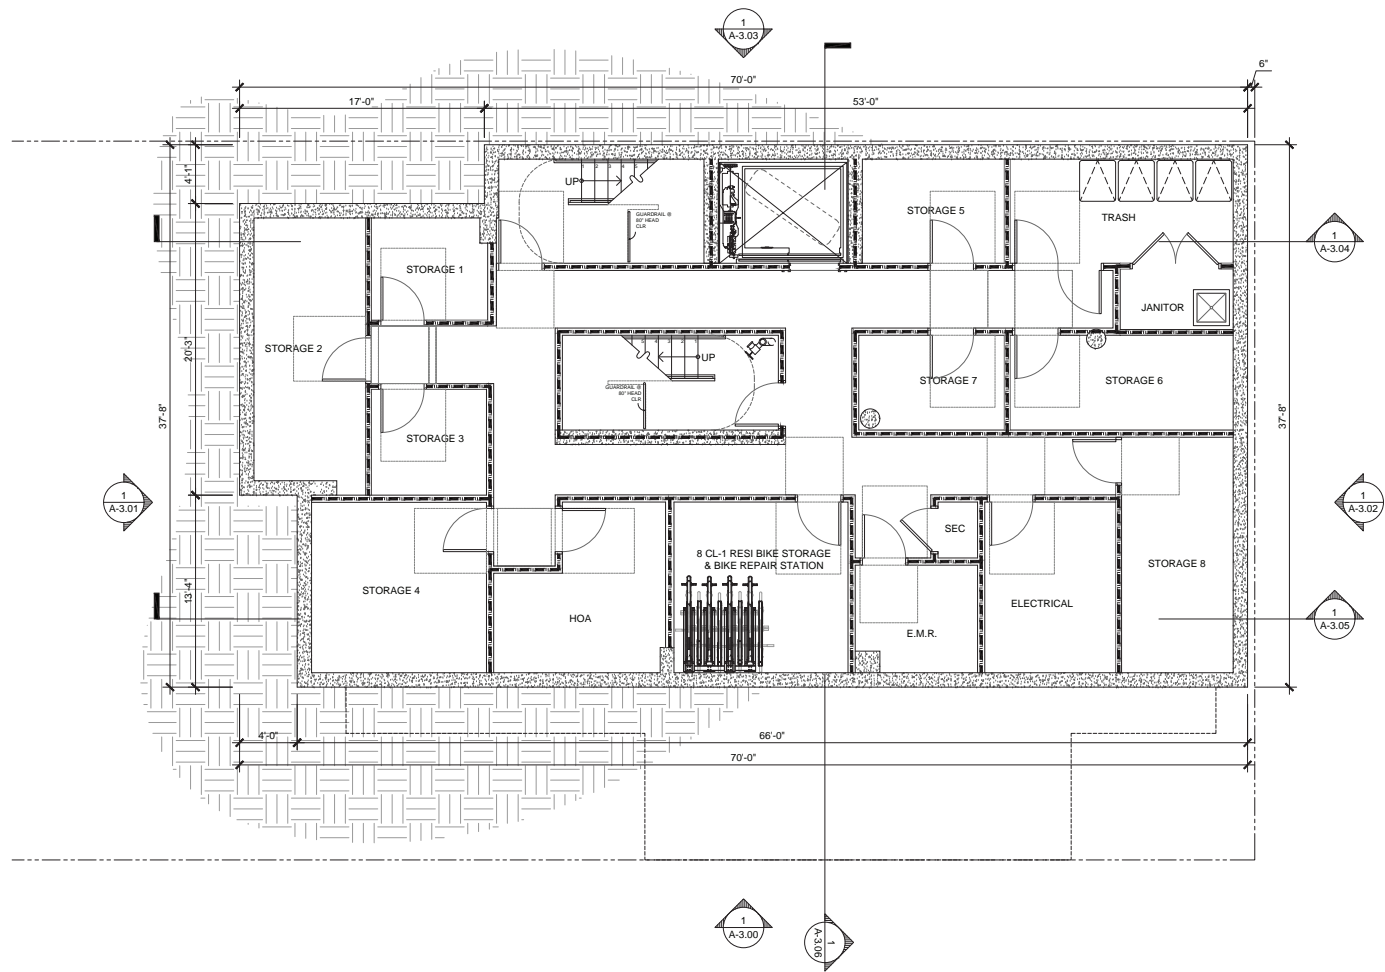 1
A-3.03
6"
70'-0"
17'-0"
53'-0"
4'-1"
UP
GUARDRAIL @
80" HEAD
CLR
STORAGE 5
TRASH
1
A-3.04
STORAGE 1
JANITOR
STORAGE 2
20'-3"
UP
GUARDRAIL @
80" HEAD
CLR
STORAGE 7
STORAGE 6
37'-8"
37'-8"
STORAGE 3
1
A-3.01
1
A-3.02
SEC
8 CL-1 RESI BIKE STORAGE
& BIKE REPAIR STATION
STORAGE 8
13'-4"
STORAGE 4
ELECTRICAL
HOA
E.M.R.
1
A-3.05
4'-0"
66'-0"
70'-0"
1
A-3.00
1
A-3.06